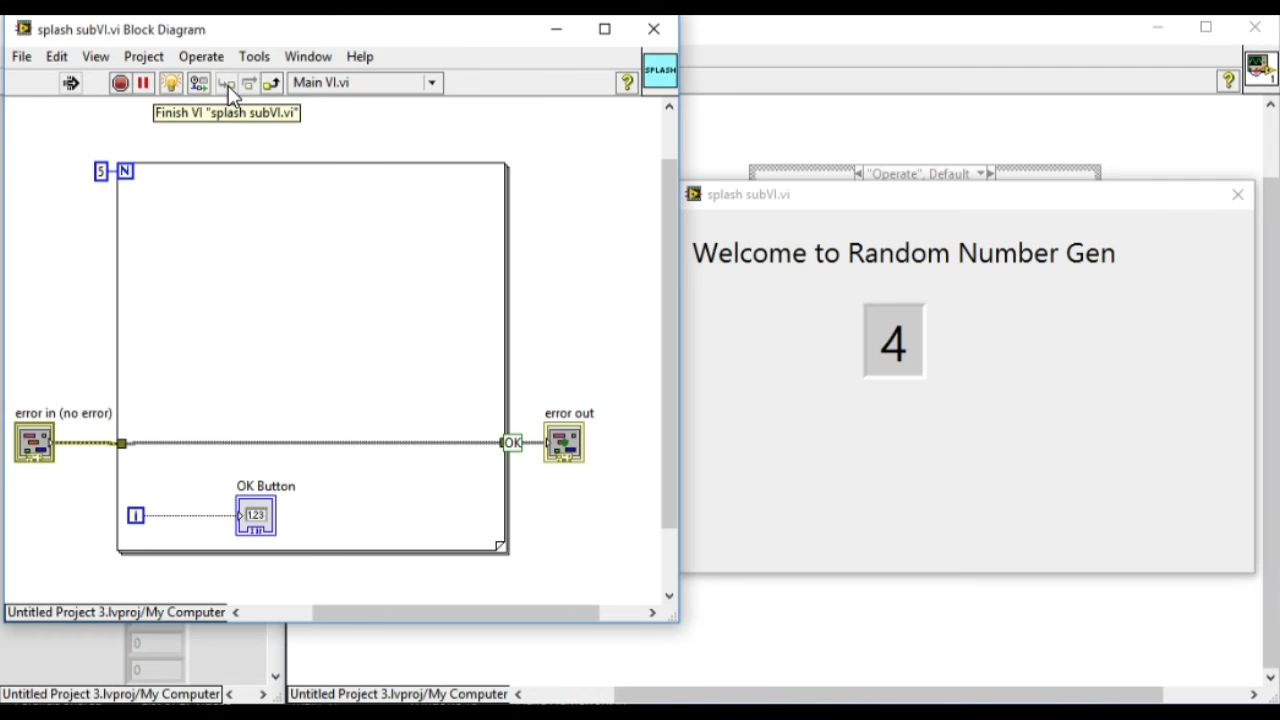 splash subVI.vi Block Diagram
File Edit View Project Operate Tools Window Help
SPLASH
Main VI.vi
?
Finish VI "splash subVI.vi"
5 N
error in (no error)
error out
OK
OK Button
i
123
Untitled Project 3.lvproj/My Computer
?
1
"Operate", Default
splash subVI.vi
Welcome to Random Number Gen
4
0
0
Untitled Project 3.lvproj/My Computer
Untitled Project 3.lvproj/My Computer